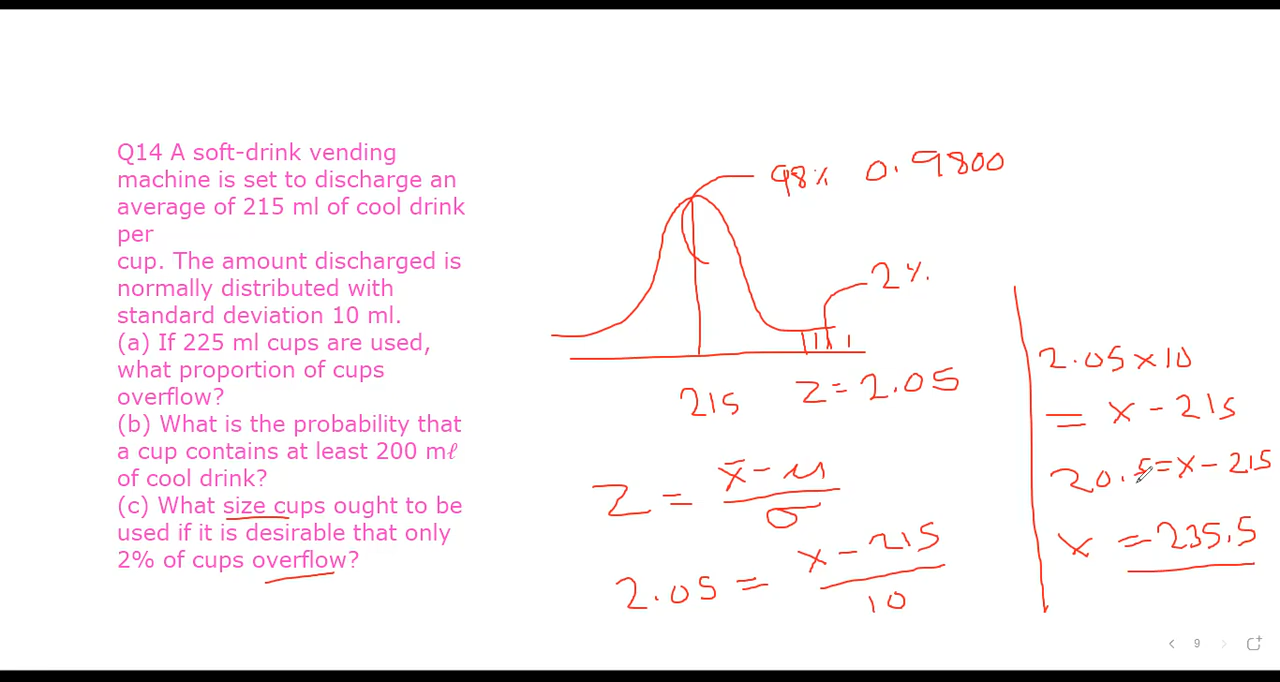 Q14 A soft-drink vending
machine is set to discharge an
average of 215 ml of cool drink
per
cup. The amount discharged is
normally distributed with
standard deviation 10 ml.
(a) If 225 ml cups are used,
what proportion of cups
overflow?
(b) What is the probability that
a cup contains at least 200 mℓ
of cool drink?
(c) What size cups ought to be
used if it is desirable that only
2% of cups overflow?
98% 0.9800
2%
215 Z = 2.05
Z = x̄ - μ / σ
2.05 = x - 215 / 10
2.05 x 10
= x - 215
20.5 = x - 215
x = 235.5
9